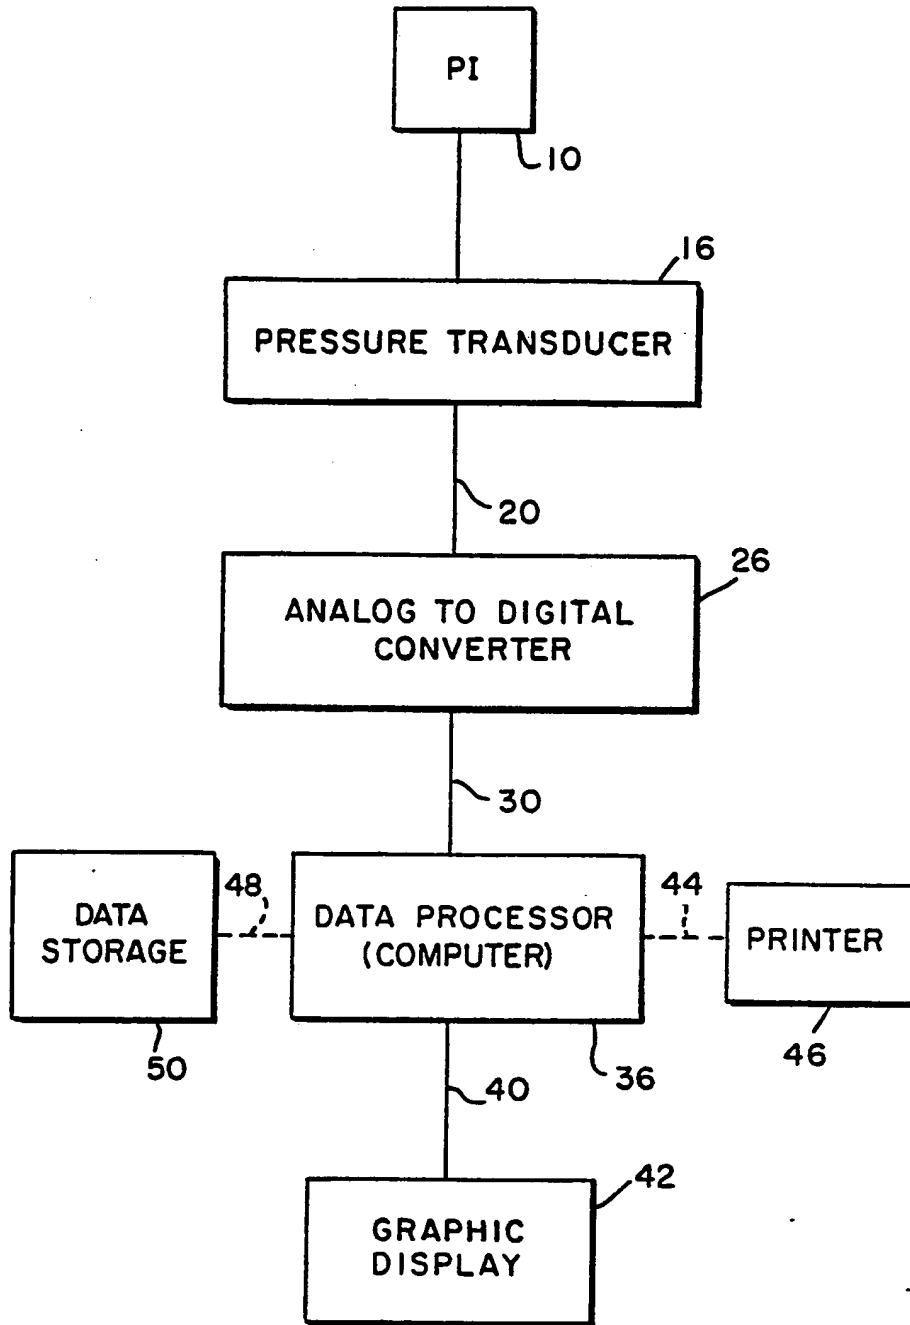 PI
10
16
PRESSURE TRANSDUCER
20
26
ANALOG TO DIGITAL
CONVERTER
30
DATA
STORAGE
50
48
DATA PROCESSOR
(COMPUTER)
36
44
PRINTER
46
40
42
GRAPHIC
DISPLAY